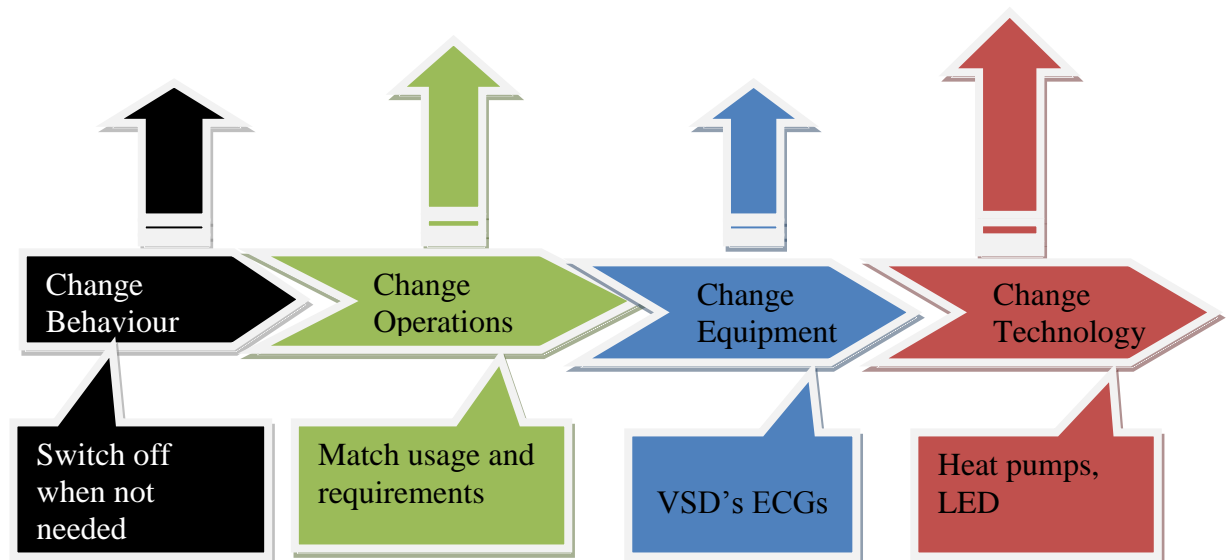 Change
Behaviour
Change
Operations
Change
Equipment
Change
Technology
Switch off
when not
needed
Match usage and
requirements
VSD's ECGs
Heat pumps,
LED